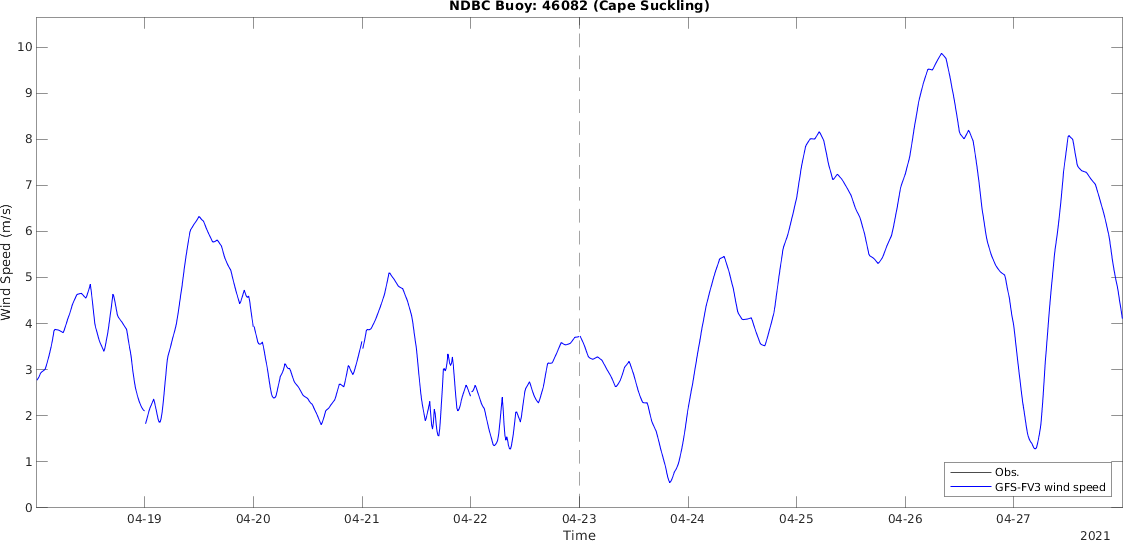 NDBC Buoy: 46082 (Cape Suckling)
Wind Speed (m/s)
10
9
8
7
6
5
4
3
2
1
0
04-19 04-20 04-21 04-22 04-23 04-24 04-25 04-26 04-27
Time
2021
Obs.
GFS-FV3 wind speed